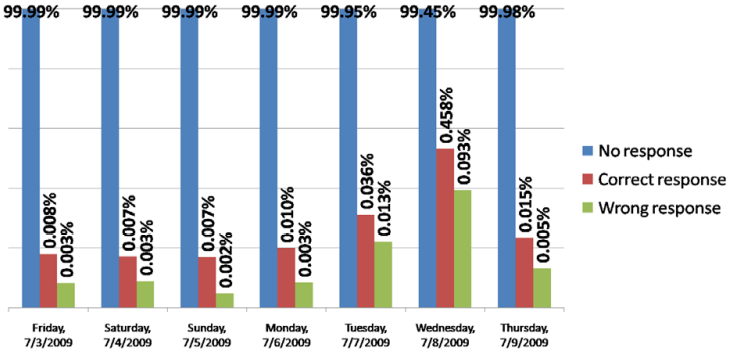 99.99% 99.99% 99.99% 99.99% 99.95% 99.45% 99.98%
0.008%
0.003%
0.007%
0.003%
0.007%
0.002%
0.010%
0.003%
0.036%
0.013%
0.458%
0.093%
0.015%
0.005%
No response
Correct response
Wrong response
Friday, Saturday, Sunday, Monday, Tuesday, Wednesday, Thursday,
7/3/2009 7/4/2009 7/5/2009 7/6/2009 7/7/2009 7/8/2009 7/9/2009